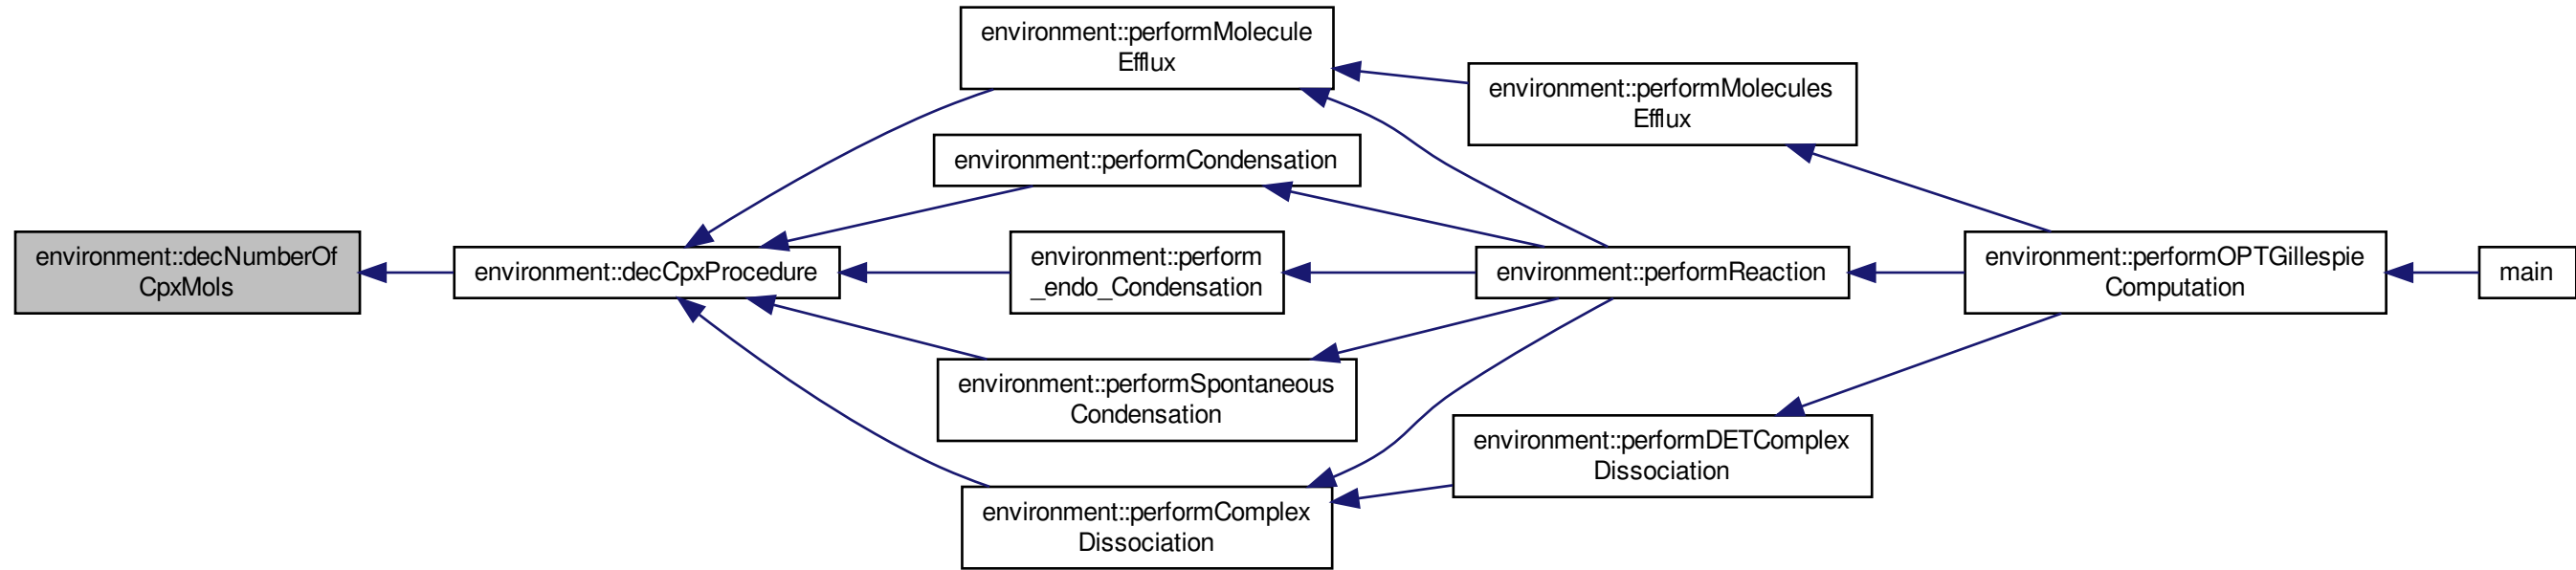 environment::decNumberOf
CpxMols
environment::decCpxProcedure
environment::performMolecule
Efflux
environment::performCondensation
environment::perform
_endo_Condensation
environment::performSpontaneous
Condensation
environment::performComplex
Dissociation
environment::performMolecules
Efflux
environment::performReaction
environment::performDETComplex
Dissociation
environment::performOPTGillespie
Computation
main